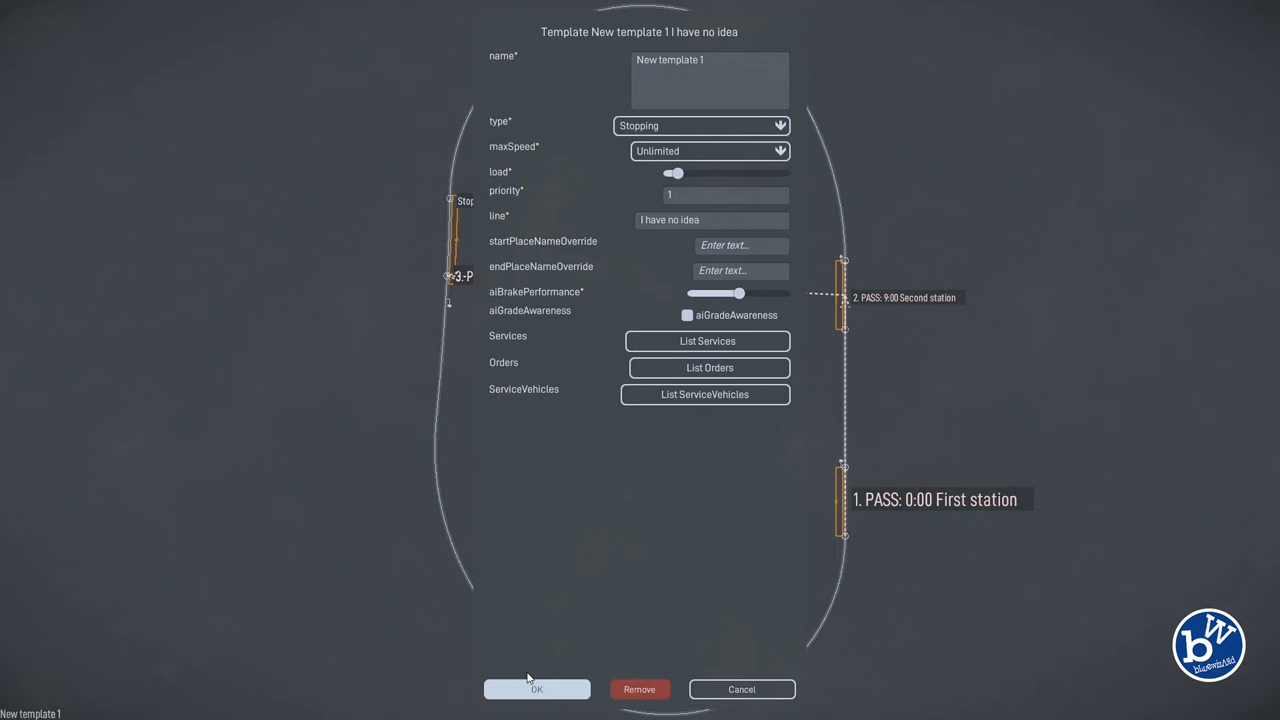 Template New template 1 I have no idea
name*
New template 1
type*
Stopping
maxSpeed*
Unlimited
load*
priority*
1
line*
I have no idea
startPlaceNameOverride
Enter text...
endPlaceNameOverride
Enter text...
aiBrakePerformance*
aiGradeAwareness
aiGradeAwareness
Services
List Services
Orders
List Orders
ServiceVehicles
List ServiceVehicles
Stop
3.-P
2. PASS: 9:00 Second station
1. PASS: 0:00 First station
OK
Remove
Cancel
New template 1
b W
bluewizard